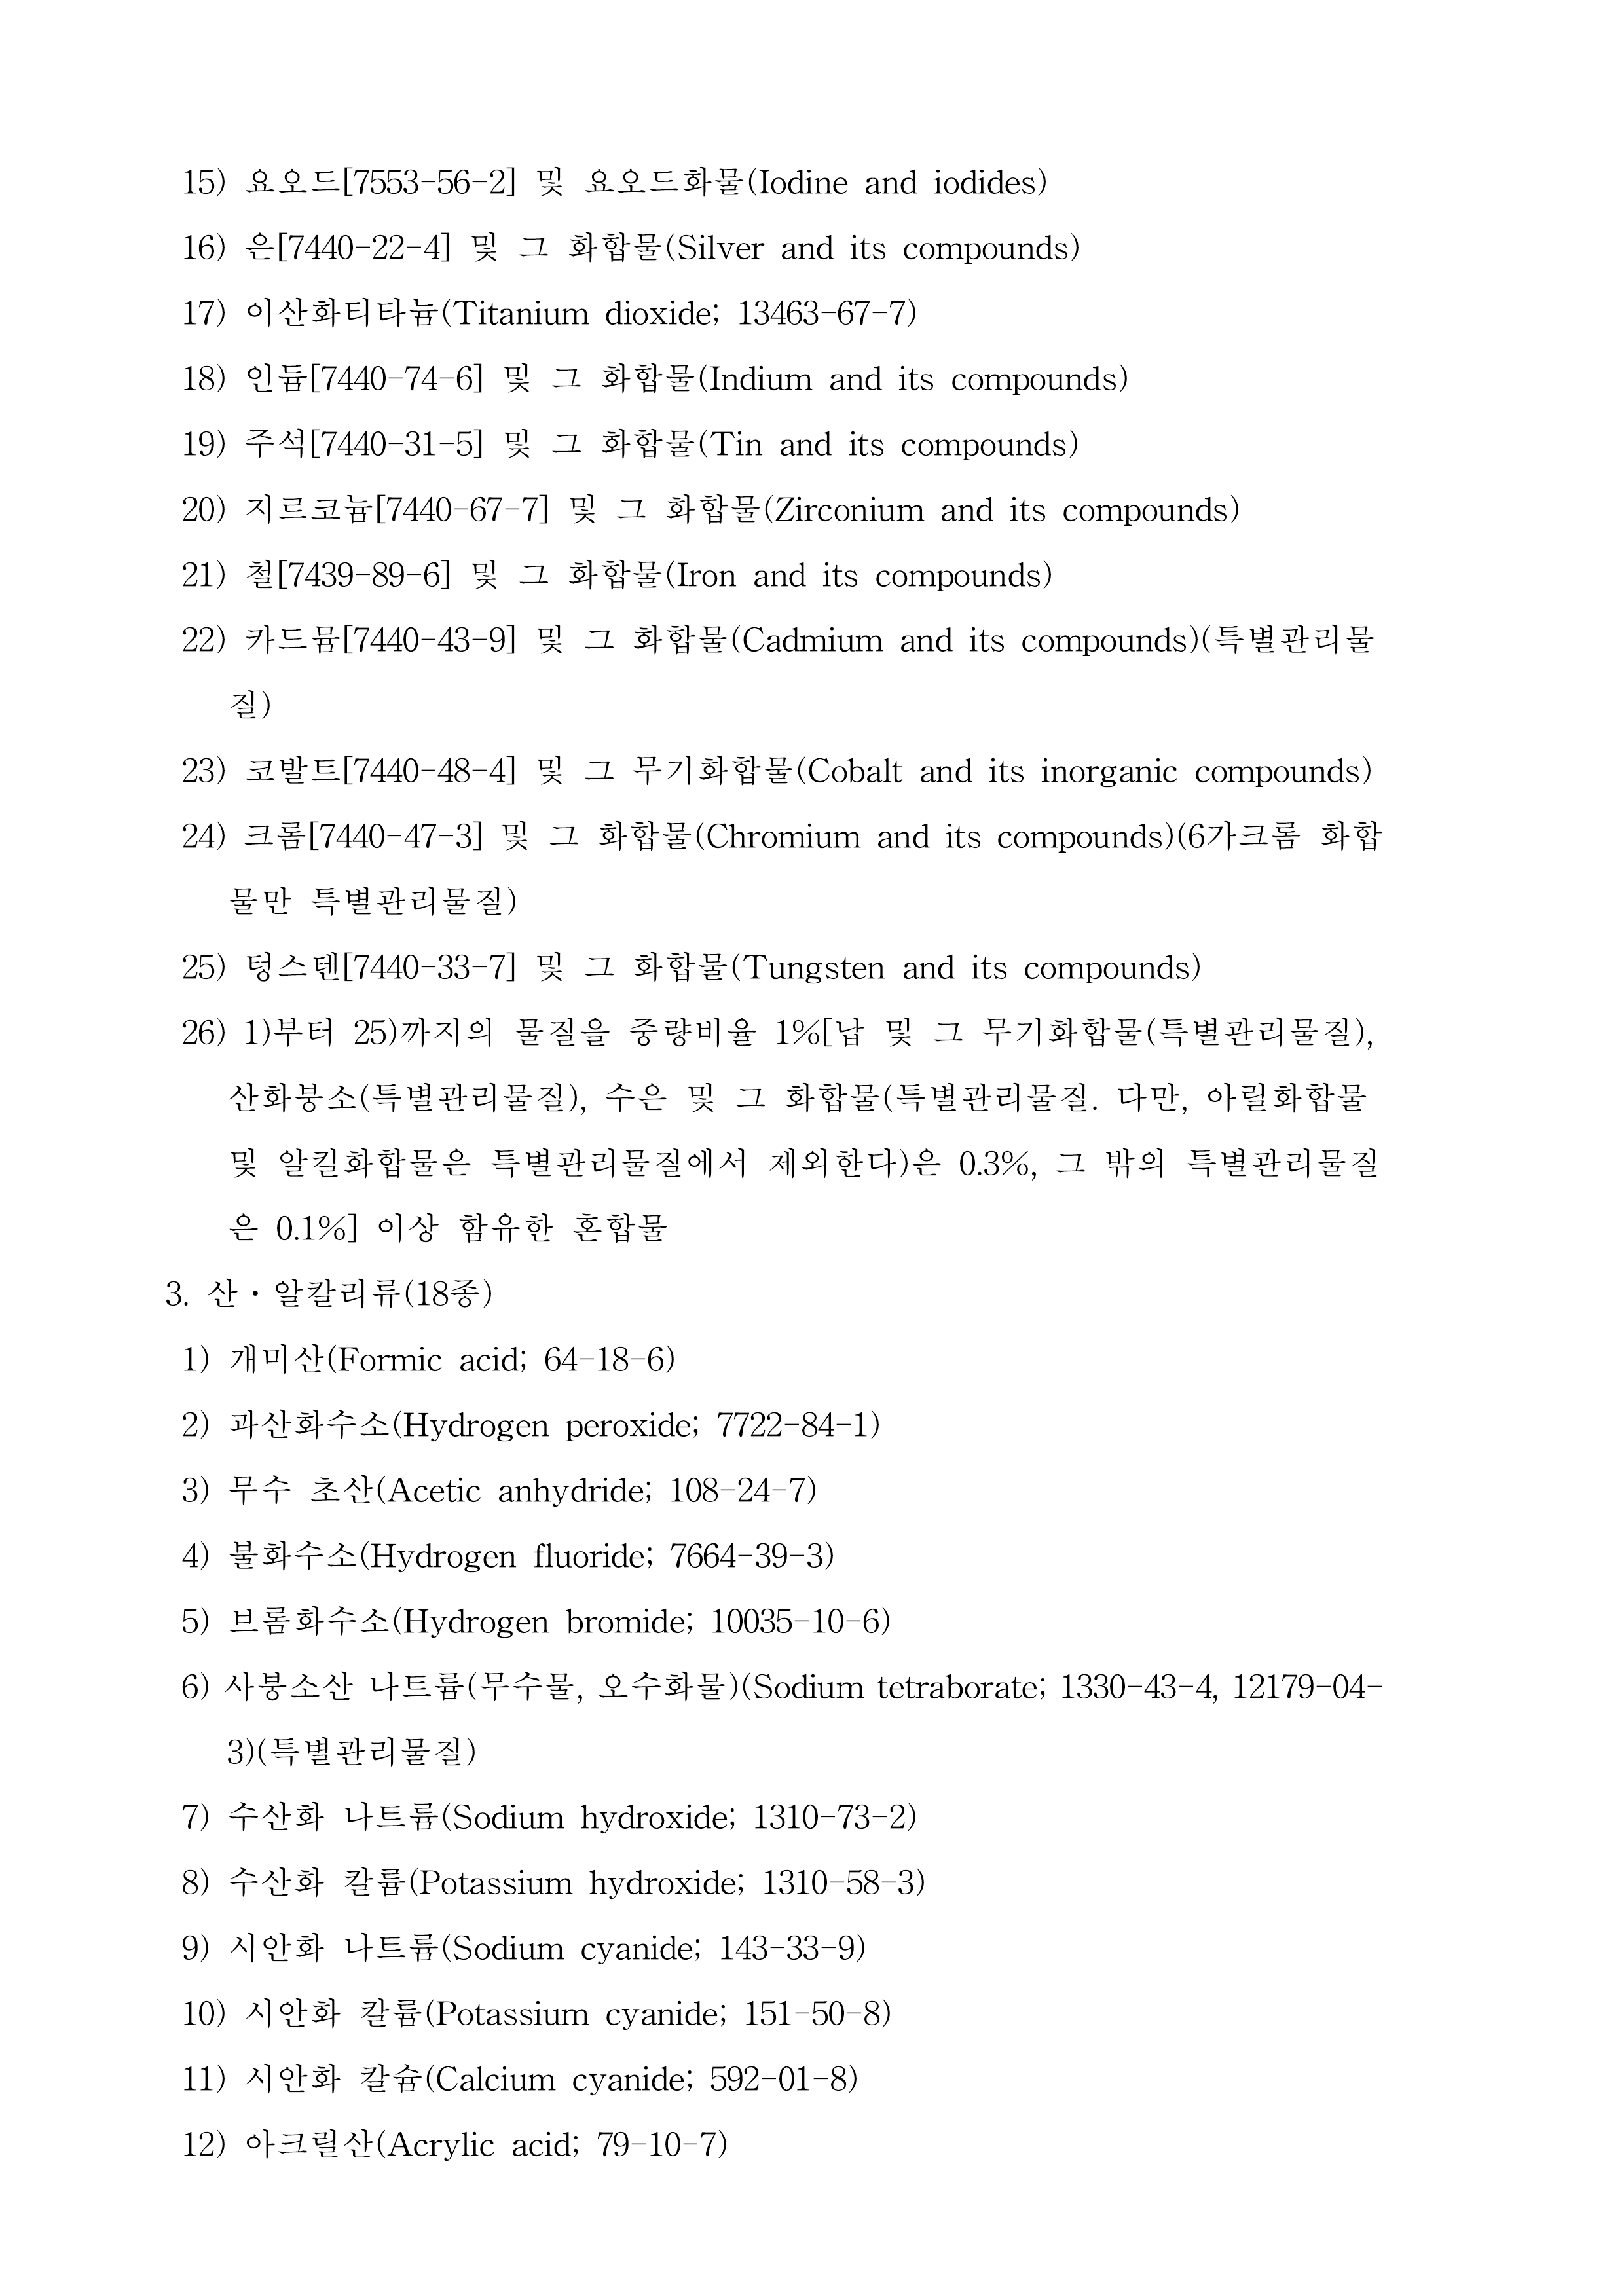 15) 요오드[7553-56-2] 및 요오드화물(Iodine and iodides)
16) 은[7440-22-4] 및 그 화합물(Silver and its compounds)
17) 이산화티타늄(Titanium dioxide; 13463-67-7)
18) 인듐[7440-74-6] 및 그 화합물(Indium and its compounds)
19) 주석[7440-31-5] 및 그 화합물(Tin and its compounds)
20) 지르코늄[7440-67-7] 및 그 화합물(Zirconium and its compounds)
21) 철[7439-89-6] 및 그 화합물(Iron and its compounds)
22) 카드뮴[7440-43-9] 및 그 화합물(Cadmium and its compounds)(특별관리물
질)
23) 코발트[7440-48-4] 및 그 무기화합물(Cobalt and its inorganic compounds)
24) 크롬[7440-47-3] 및 그 화합물(Chromium and its compounds)(6가크롬 화합
물만 특별관리물질)
25) 텅스텐[7440-33-7] 및 그 화합물(Tungsten and its compounds)
26) 1)부터 25)까지의 물질을 중량비율 1%[납 및 그 무기화합물(특별관리물질),
산화붕소(특별관리물질), 수은 및 그 화합물(특별관리물질. 다만, 아릴화합물
및 알킬화합물은 특별관리물질에서 제외한다)은 0.3%, 그 밖의 특별관리물질
은 0.1%] 이상 함유한 혼합물
3. 산·알칼리류(18종)
1) 개미산(Formic acid; 64-18-6)
2) 과산화수소(Hydrogen peroxide; 7722-84-1)
3) 무수 초산(Acetic anhydride; 108-24-7)
4) 불화수소(Hydrogen fluoride; 7664-39-3)
5) 브롬화수소(Hydrogen bromide; 10035-10-6)
6) 사붕소산 나트륨(무수물, 오수화물)(Sodium tetraborate; 1330-43-4, 12179-04-
3)(특별관리물질)
7) 수산화 나트륨(Sodium hydroxide; 1310-73-2)
8) 수산화 칼륨(Potassium hydroxide; 1310-58-3)
9) 시안화 나트륨(Sodium cyanide; 143-33-9)
10) 시안화 칼륨(Potassium cyanide; 151-50-8)
11) 시안화 칼슘(Calcium cyanide; 592-01-8)
12) 아크릴산(Acrylic acid; 79-10-7)